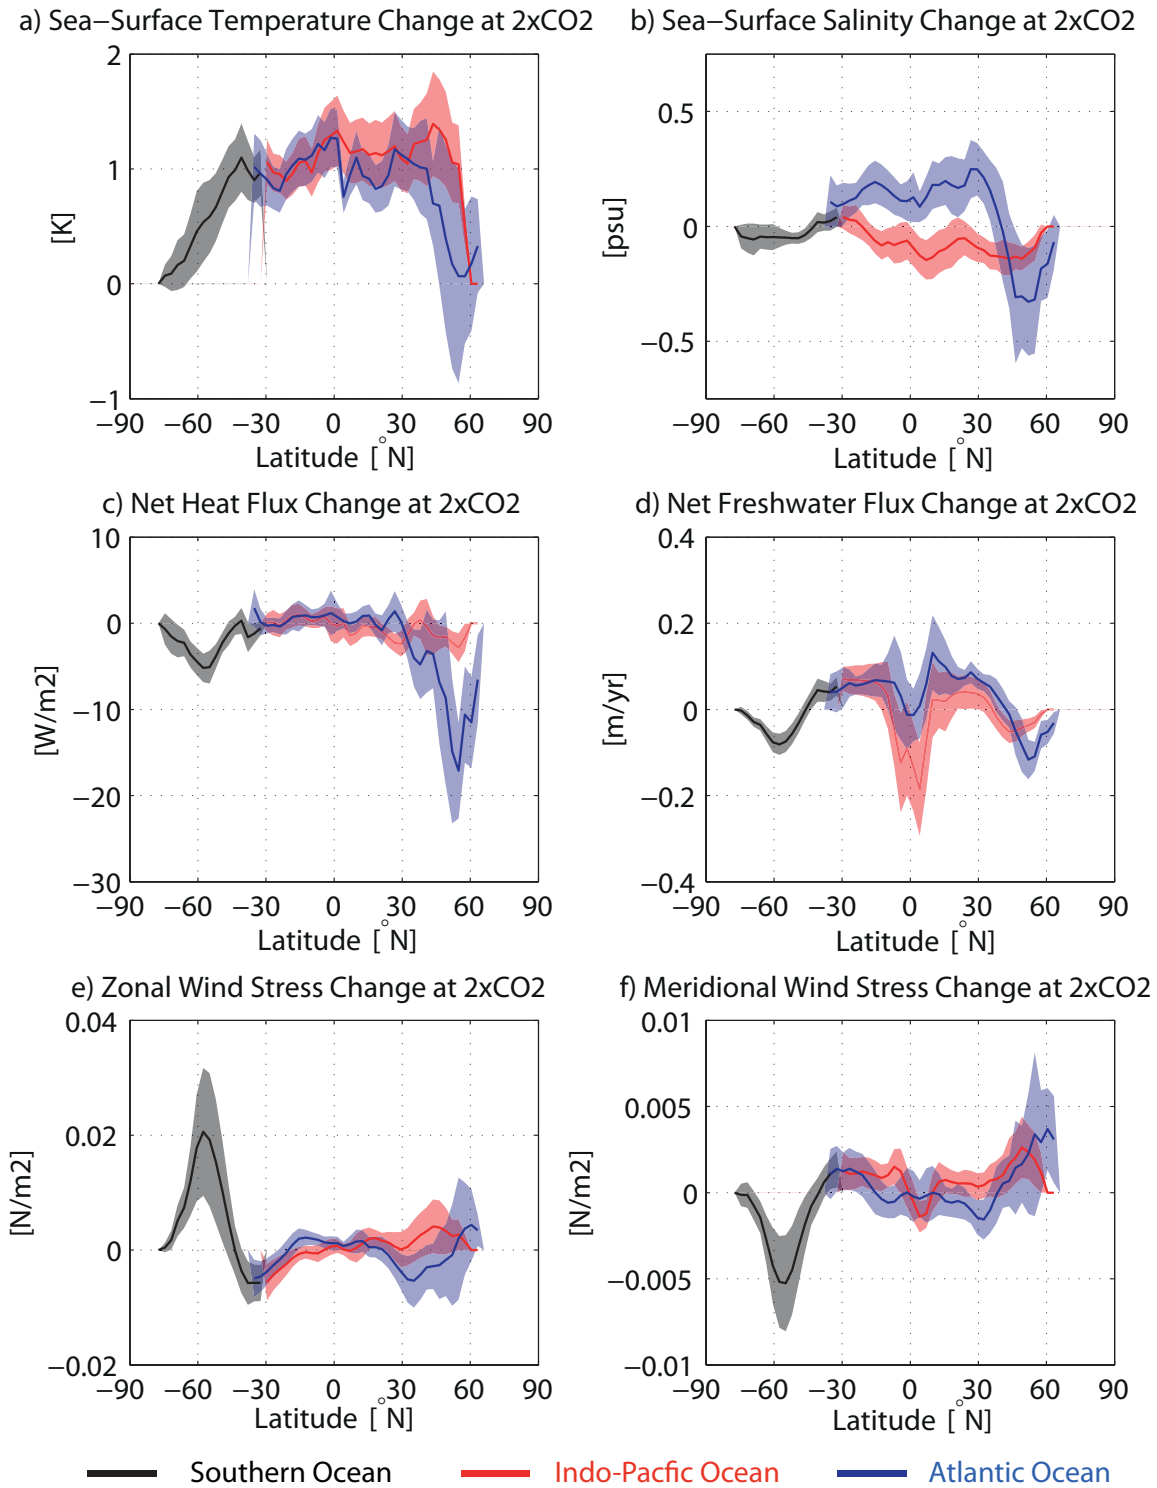 a) Sea−Surface Temperature Change at 2xCO2
b) Sea−Surface Salinity Change at 2xCO2
2
1
0
−1
[K]
−90 −60 −30 0 30 60 90
Latitude [°N]
0.5
0
−0.5
[psu]
−90 −60 −30 0 30 60 90
Latitude [°N]
c) Net Heat Flux Change at 2xCO2
d) Net Freshwater Flux Change at 2xCO2
10
0
−10
−20
−30
[W/m2]
−90 −60 −30 0 30 60 90
Latitude [°N]
0.4
0.2
0
−0.2
−0.4
[m/yr]
−90 −60 −30 0 30 60 90
Latitude [°N]
e) Zonal Wind Stress Change at 2xCO2
f) Meridional Wind Stress Change at 2xCO2
0.04
0.02
0
−0.02
[N/m2]
−90 −60 −30 0 30 60 90
Latitude [°N]
0.01
0.005
0
−0.005
−0.01
[N/m2]
−90 −60 −30 0 30 60 90
Latitude [°N]
Southern Ocean
Indo-Pacfic Ocean
Atlantic Ocean